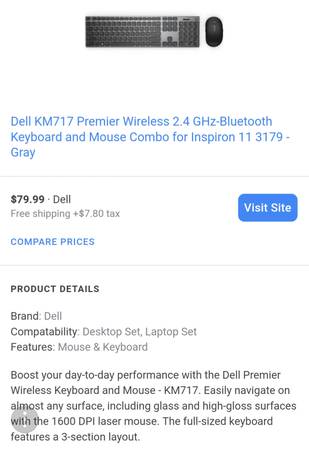 Dell KM717 Premier Wireless 2.4 GHz-Bluetooth
Keyboard and Mouse Combo for Inspiron 11 3179 -
Gray
$79.99 · Dell
Free shipping +$7.80 tax
Visit Site
COMPARE PRICES
PRODUCT DETAILS
Brand: Dell
Compatability: Desktop Set, Laptop Set
Features: Mouse & Keyboard
Boost your day-to-day performance with the Dell Premier
Wireless Keyboard and Mouse - KM717. Easily navigate on
almost any surface, including glass and high-gloss surfaces
with the 1600 DPI laser mouse. The full-sized keyboard
features a 3-section layout.